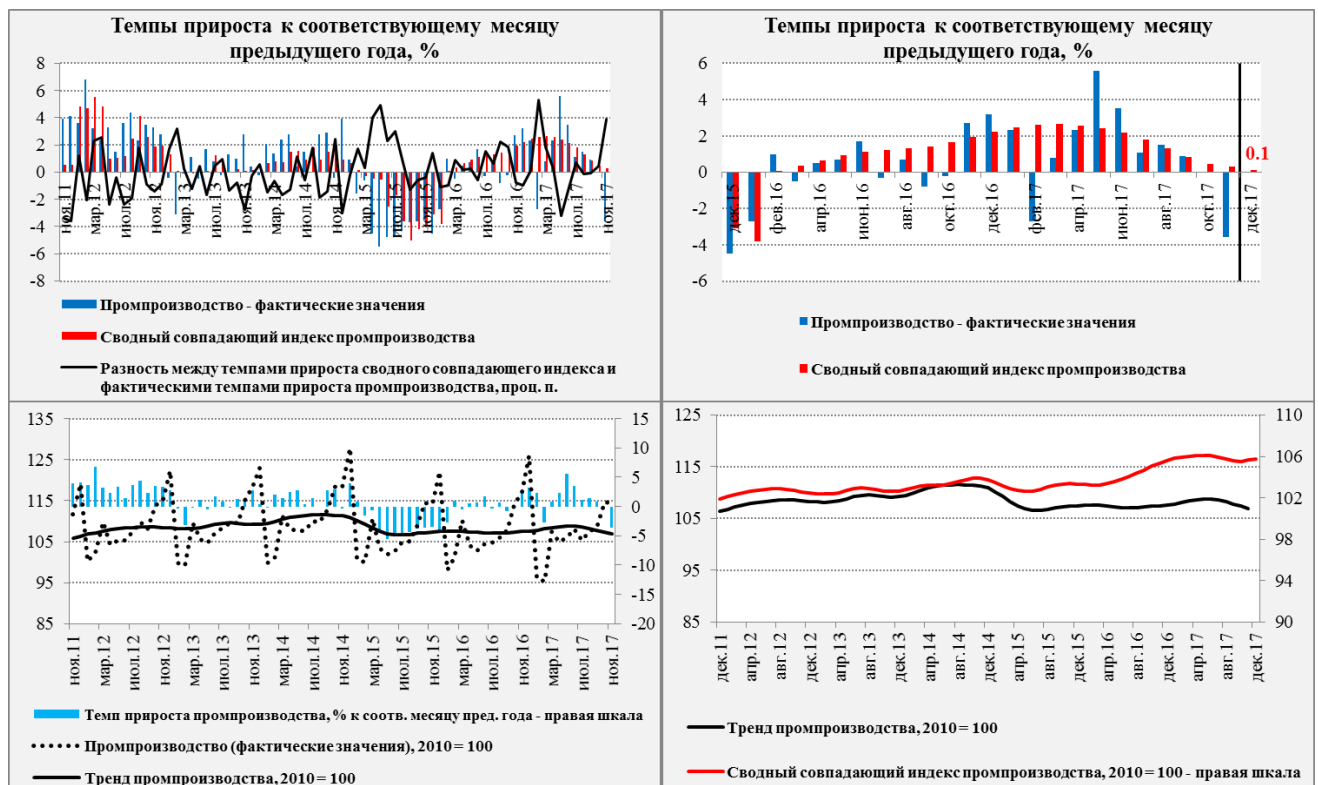 Темпы прироста к соответствующему месяцу
предыдущего года, %
8
6
4
2
0
-2
-4
-6
-8
ноя.11
мар.12
июл.12
ноя.12
мар.13
июл.13
ноя.13
мар.14
июл.14
ноя.14
мар.15
июл.15
ноя.15
мар.16
июл.16
ноя.16
мар.17
июл.17
ноя.17
Промпроизводство - фактические значения
Сводный совпадающий индекс промпроизводства
Разность между темпами прироста сводного совпадающего индекса и
фактическими темпами прироста промпроизводства, проц. п.
Темпы прироста к соответствующему месяцу
предыдущего года, %
6
4
2
0
-2
-4
-6
0.1
дек.15
фев.16
апр.16
июн.16
авг.16
окт.16
дек.16
фев.17
апр.17
июн.17
авг.17
окт.17
дек.17
Промпроизводство - фактические значения
Сводный совпадающий индекс промпроизводства
135
125
115
105
95
85
15
10
5
0
-5
-10
-15
-20
ноя.11
мар.12
июл.12
ноя.12
мар.13
июл.13
ноя.13
мар.14
июл.14
ноя.14
мар.15
июл.15
ноя.15
мар.16
июл.16
ноя.16
мар.17
июл.17
ноя.17
Темп прироста промпроизводства, % к соотв. месяцу пред. года - правая шкала
Промпроизводство (фактические значения), 2010 = 100
Тренд промпроизводства, 2010 = 100
125
115
105
95
85
110
106
102
98
94
90
дек.11
апр.12
авг.12
дек.12
апр.13
авг.13
дек.13
апр.14
авг.14
дек.14
апр.15
авг.15
дек.15
апр.16
авг.16
дек.16
апр.17
авг.17
дек.17
Тренд промпроизводства, 2010 = 100
Сводный совпадающий индекс промпроизводства, 2010 = 100 - правая шкала